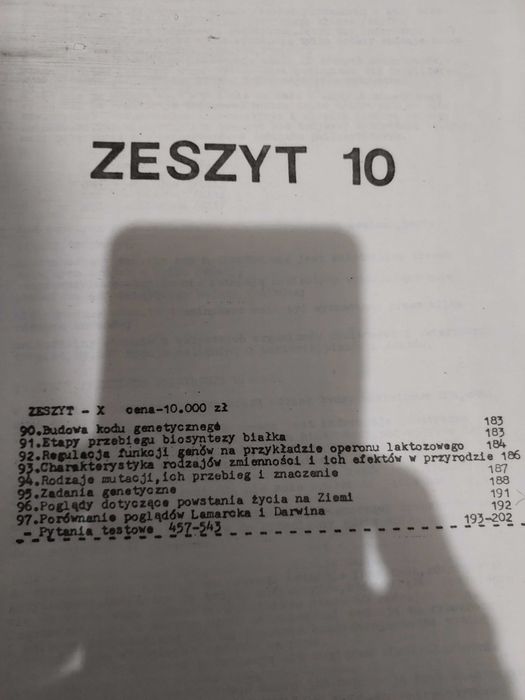 ZESZYT 10
ZESZYT - X cena-10.000 zł
90.Budowa kodu genetycznegé 183
91.Etapy przebiegu biosyntezy białka 183
92.Regulacja funkcji genów na przykładzie operonu laktozowego 184
93.Charakterystyka rodzajów zmienności i ich efektów w przyrodzie 186
94.Rodzaje mutacji,ich przebieg i znaczenie 187
95.Zadania genetyczne 188
96.Poglądy dotyczące powstania życia na Ziemi 191
97.Porównanie poglądów Lamarcka i Darwina 192
- Pytania testowe 457-543 193-202